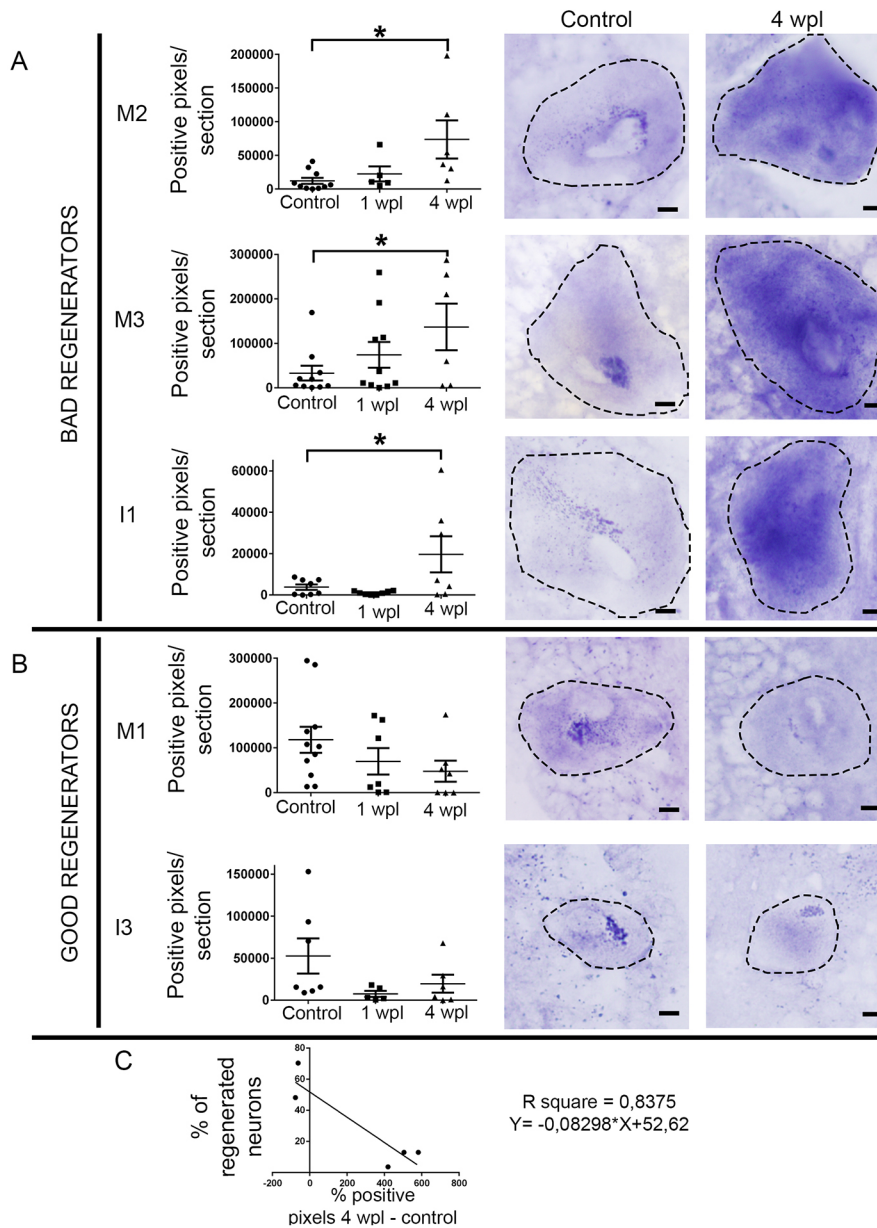 A
BAD REGENERATORS
Control
4 wpl
M2
Positive pixels/
section
200000
150000
100000
50000
0
*
Control
1 wpl
4 wpl
M3
Positive pixels/
section
300000
200000
100000
0
*
Control
1 wpl
4 wpl
I1
Positive pixels/
section
60000
40000
20000
0
*
Control
1 wpl
4 wpl
B
GOOD REGENERATORS
M1
Positive pixels/
section
300000
200000
100000
0
Control
1 wpl
4 wpl
I3
Positive pixels/
section
150000
100000
50000
0
Control
1 wpl
4 wpl
C
% of
regenerated
neurons
80
60
40
20
-200
0
200
400
600
800
% positive
pixels 4 wpl - control
R square = 0,8375
Y= -0,08298*X+52,62